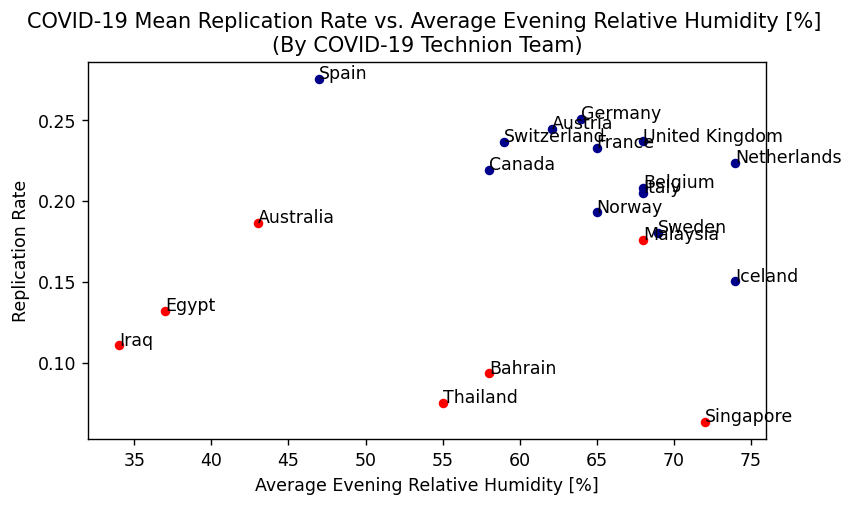 COVID-19 Mean Replication Rate vs. Average Evening Relative Humidity [%]
(By COVID-19 Technion Team)
Spain
Germany
Austria
Switzerland
United Kingdom
France
Netherlands
Canada
Belgium
Italy
Norway
Australia
Sweden
Malaysia
Iceland
Egypt
Iraq
Bahrain
Thailand
Singapore
0.25
0.20
0.15
0.10
Replication Rate
35 40 45 50 55 60 65 70 75
Average Evening Relative Humidity [%]